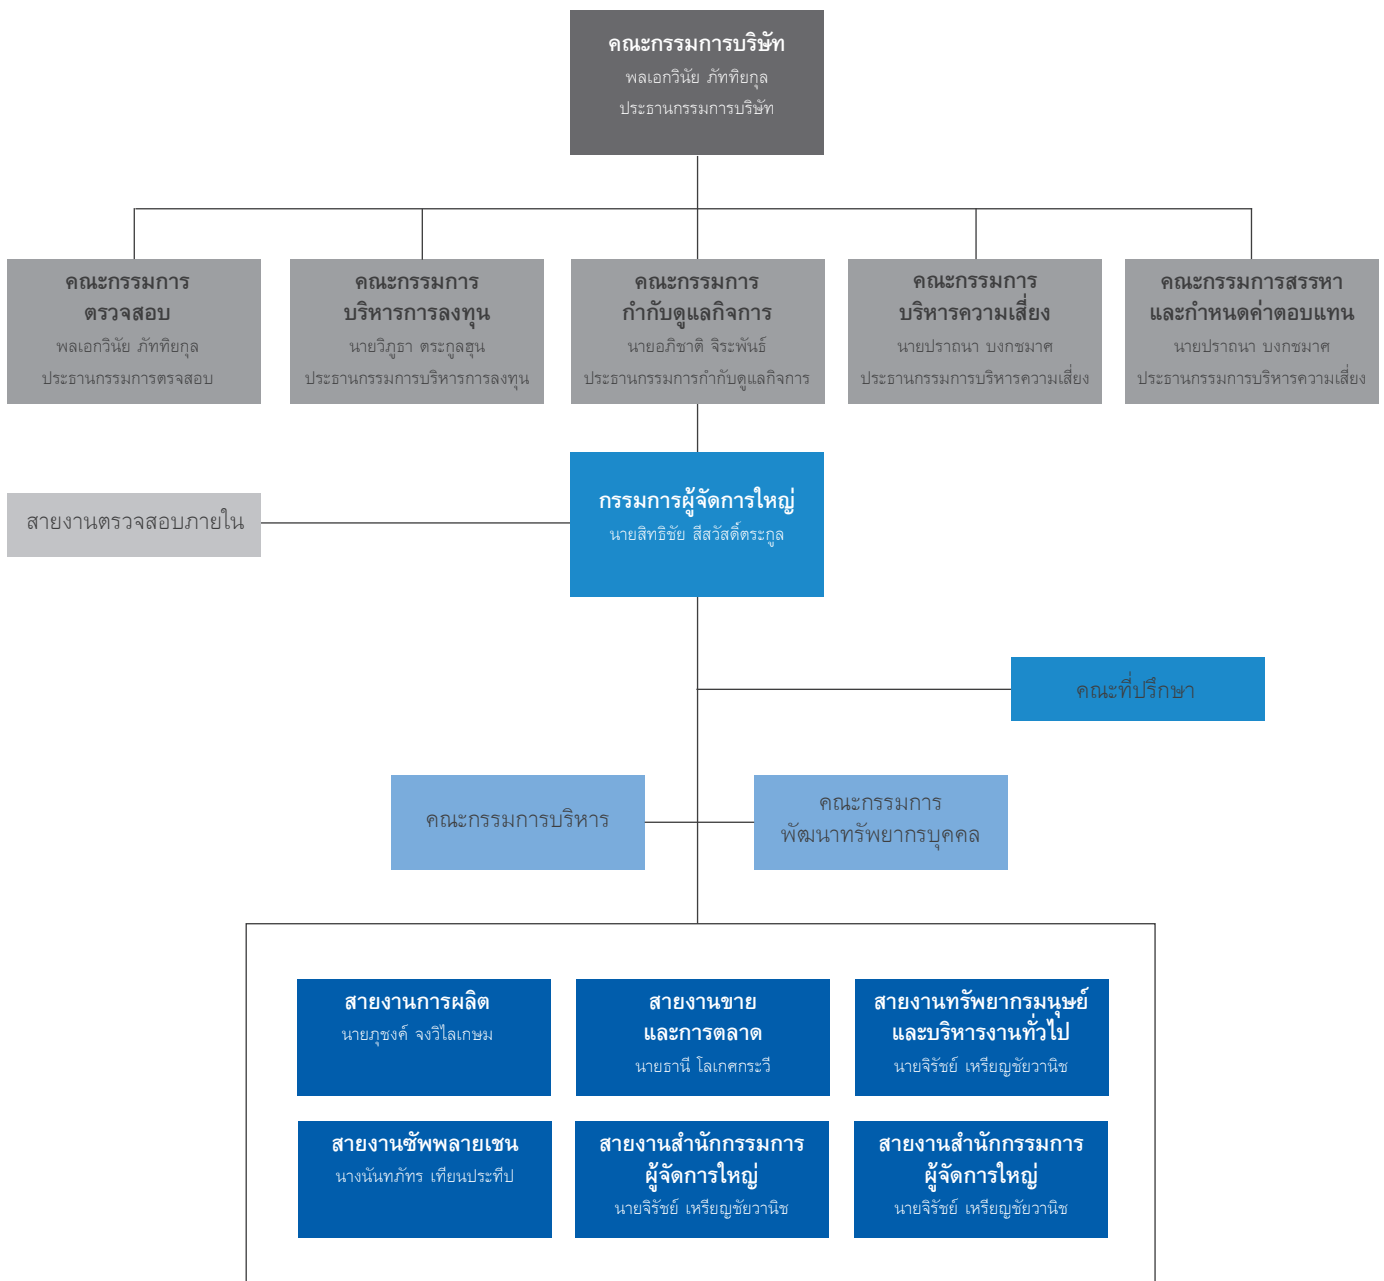 คณะกรรมการบริษัท
พลเอกวินัย ภัททิยกุล
ประธานกรรมการบริษัท
คณะกรรมการ
ตรวจสอบ
พลเอกวินัย ภัททิยกุล
ประธานกรรมการตรจสอบ
คณะกรรมการ
บริหารการลงทุน
นายวิภูธา ตระกูลฮุน
ประธานกรรมการบริหารการลงทุน
คณะกรรมการ
กำกับดูแลกิจการ
นายอภิชาติ จิระพันธ์
ประธานกรรมการกำกับดูแลกิจการ
คณะกรรมการ
บริหารความเสี่ยง
นายปราถนา บงกชมาศ
ประธานกรรมการบริหารความเสี่ยง
คณะกรรมการสรรหา
และกำหนดค่าตอบแทน
นายปราถนา บงกชมาศ
ประธานกรรมการบริหารความเสี่ยง
กรรมการผู้จัดการใหญ่
นายสิทธิชัย สีสวัสดิ์ตระกูล
สายงานตรวจสอบภายใน
คณะที่ปรึกษา
คณะกรรมการบริหาร
คณะกรรมการ
พัฒนาทรัพยากรบุคคล
สายงานการผลิต
นายภุชงค์ จงวิไลเกษม
สายงานขาย
และการตลาด
นายธานี โลเกศกระวี
สายงานทรัพยากรมนุษย์
และบริหารงานทั่วไป
นายจิรัชย์ เหรียญชัยวานิช
สายงานซัพพลายเชน
นางนันทภัทร เทียนประทีป
สายงานสำนักกรรมการ
ผู้จัดการใหญ่
นายจิรัชย์ เหรียญชัยวานิช
สายงานสำนักกรรมการ
ผู้จัดการใหญ่
นายจิรัชย์ เหรียญชัยวานิช